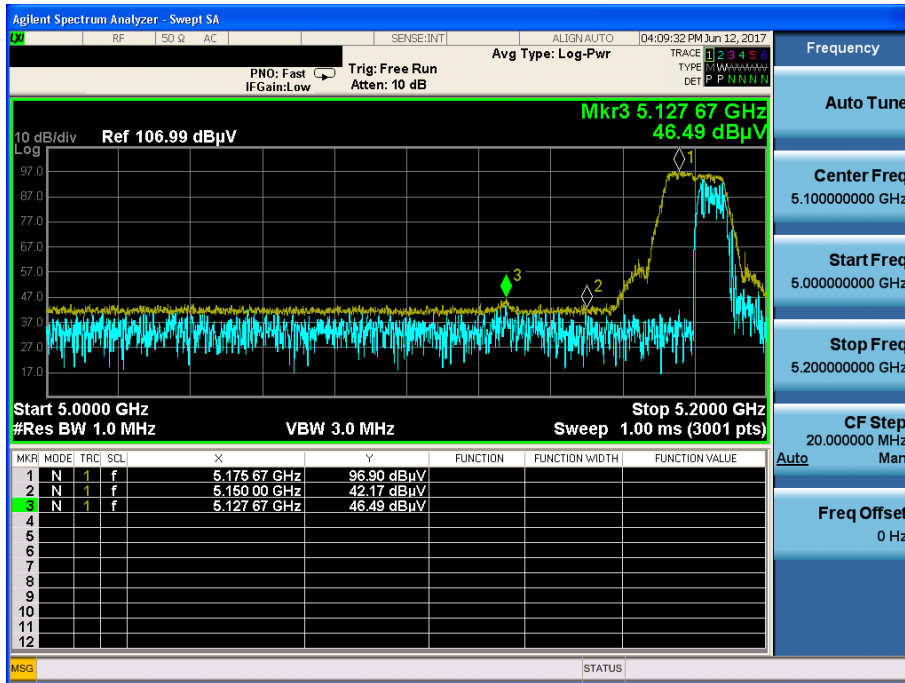 Agilent Spectrum Analyzer - Swept SA
LXI RF 50 Ω AC SENSE:INT ALIGN AUTO 04:09:32 PM Jun 12, 2017
PNO: Fast Trig: Free Run Avg Type: Log-Pwr TRACE 1 2 3 4 5 6
IFGain:Low Atten: 10 dB TYPE M W W W W W
DET P P N N N N
Mkr3 5.127 67 GHz
46.49 dBµV
10 dB/div Ref 106.99 dBµV
Log
97.0
87.0
77.0
67.0
57.0
47.0
37.0
27.0
17.0
1
3
2
Start 5.0000 GHz Stop 5.2000 GHz
#Res BW 1.0 MHz VBW 3.0 MHz Sweep 1.00 ms (3001 pts)
MKR MODE TRC SCL X Y FUNCTION FUNCTION WIDTH FUNCTION VALUE
1 N 1 f 5.175 67 GHz 96.90 dBµV
2 N 1 f 5.150 00 GHz 42.17 dBµV
3 N 1 f 5.127 67 GHz 46.49 dBµV
4
5
6
7
8
9
10
11
12
MSG STATUS
Frequency
Auto Tune
Center Freq
5.100000000 GHz
Start Freq
5.000000000 GHz
Stop Freq
5.200000000 GHz
CF Step
20.000000 MHz
Auto Man
Freq Offset
0 Hz